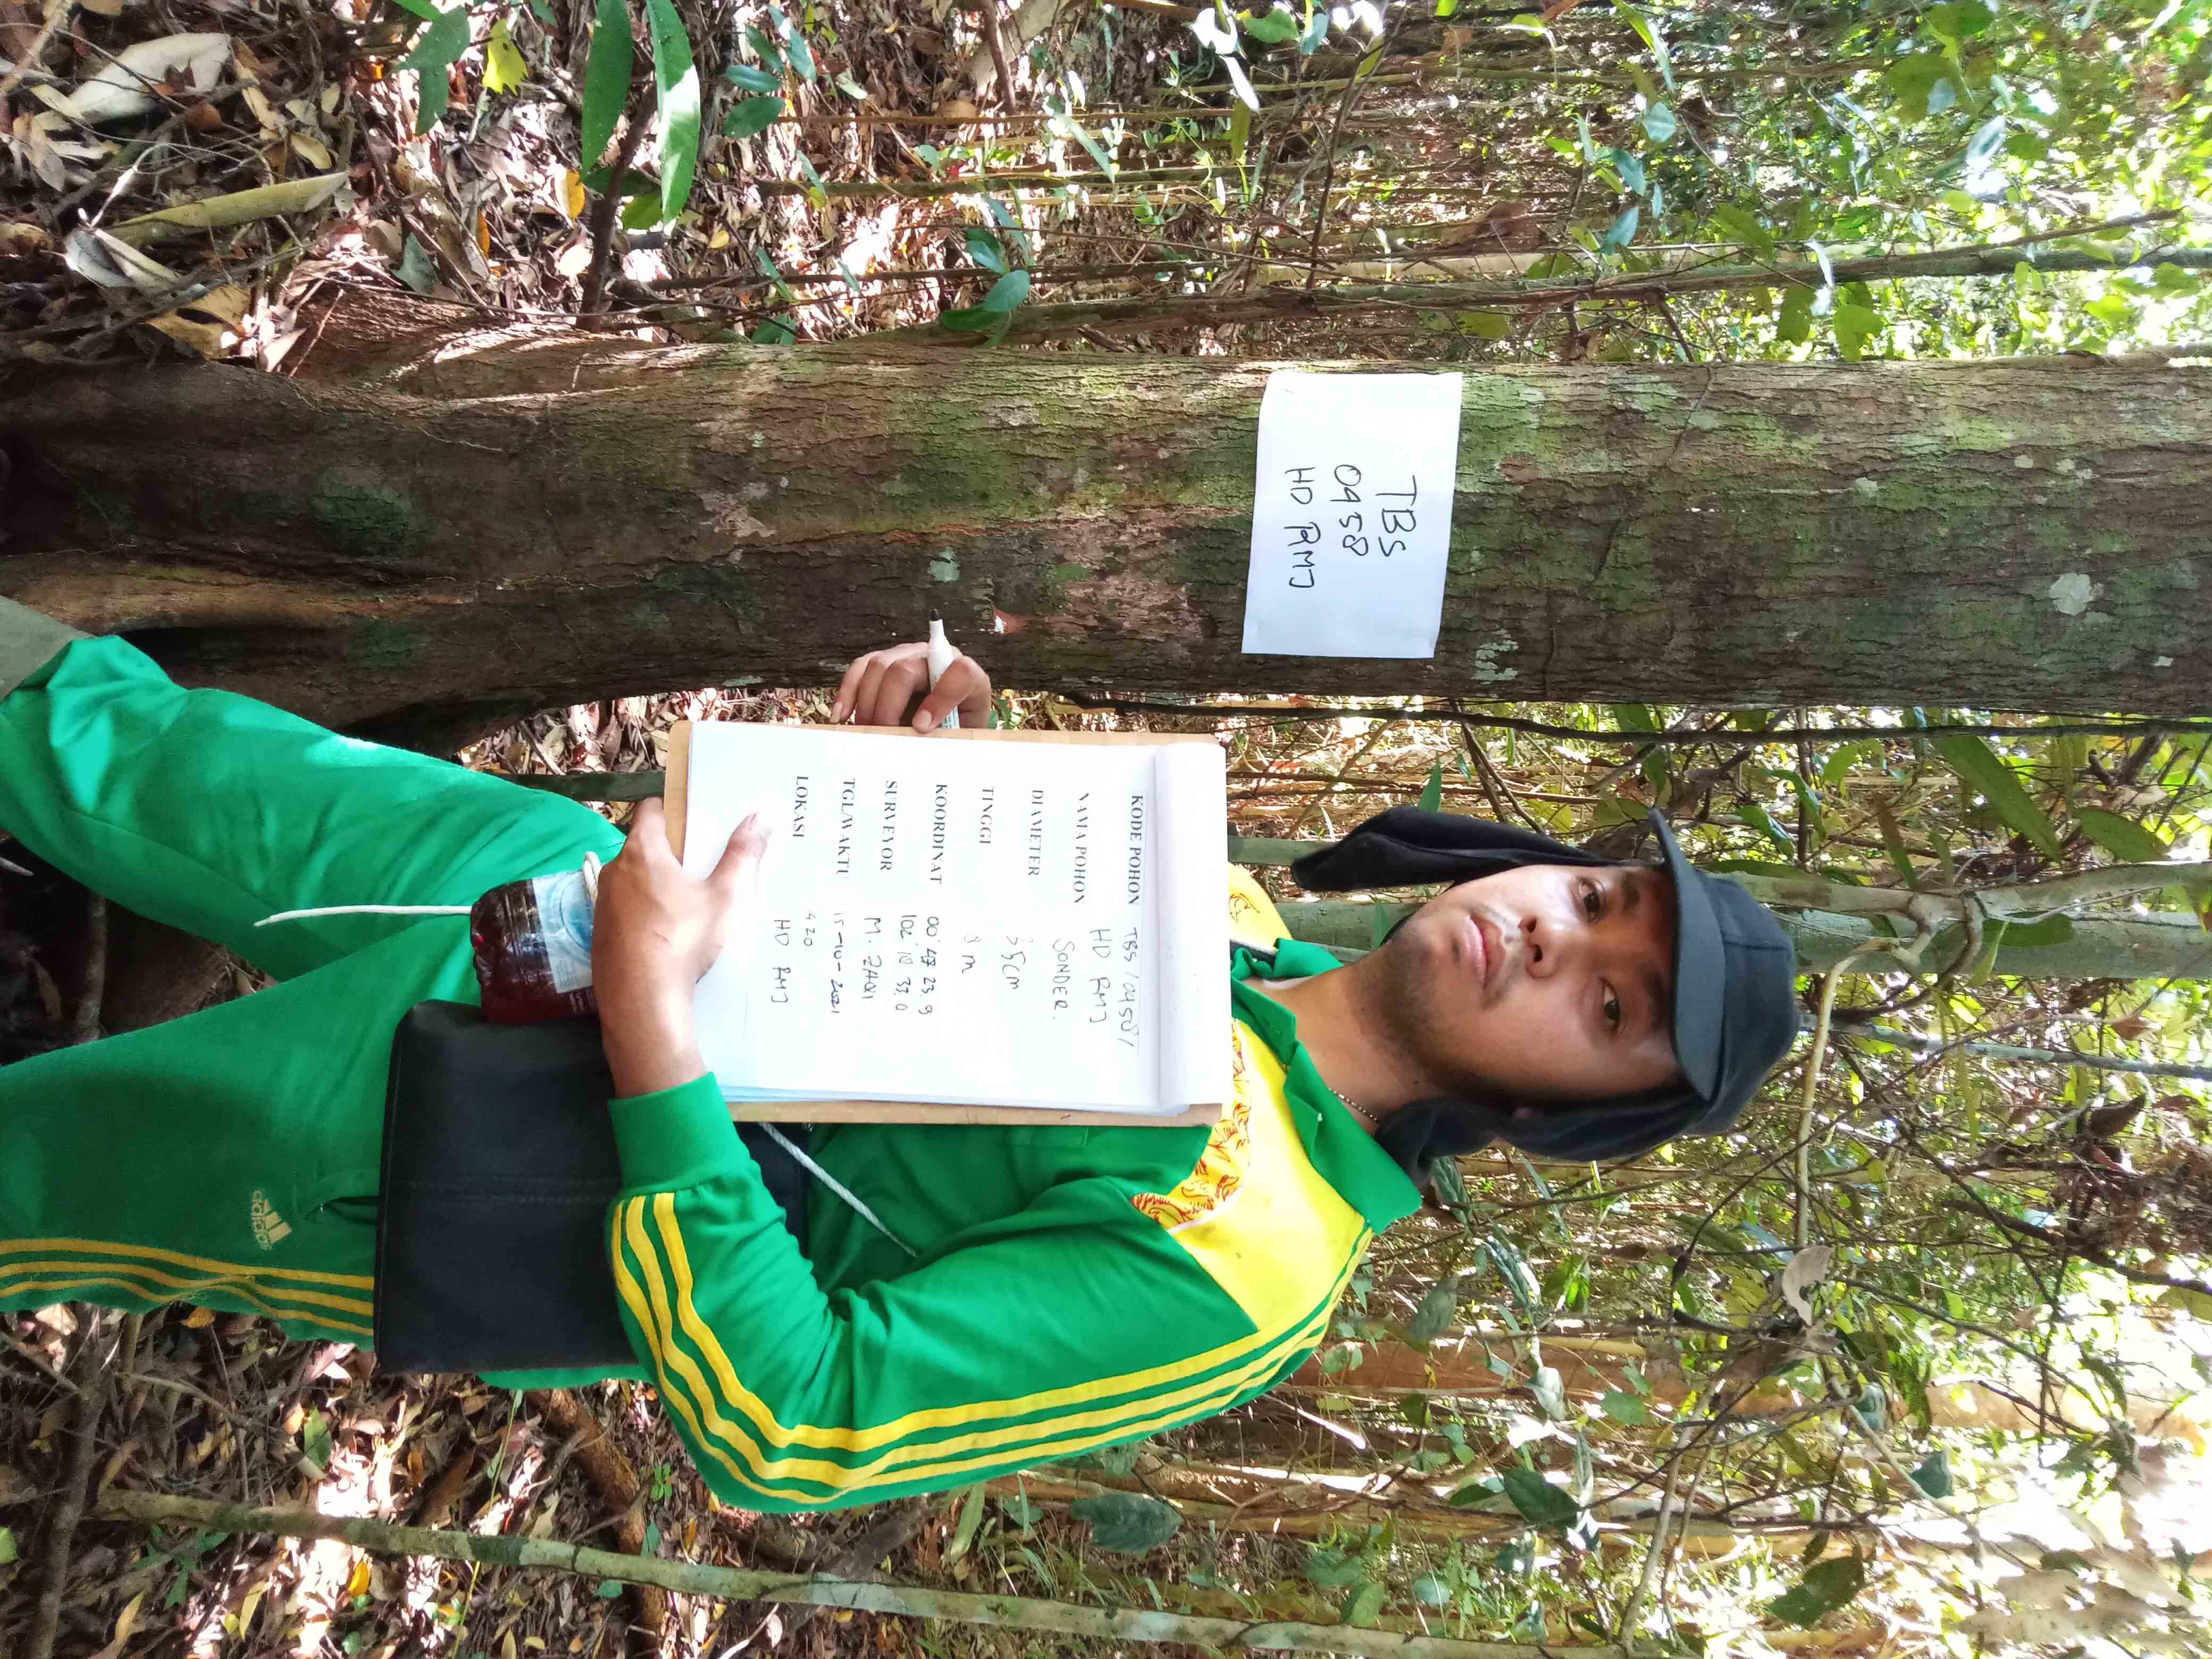 TBS
0458
HD RMJ
KODE POHON TBS/0458/
HD RMJ
NAMA POHON SONDER.
DIAMETER 35cm
TINGGI 8 m
KOORDINAT 00° 47 23.9
102° 10 33.0
SURVEYOR M. ZAQI
TGL/WAKTU 15-10-2021
4 20
LOKASI HD RMJ
adidas